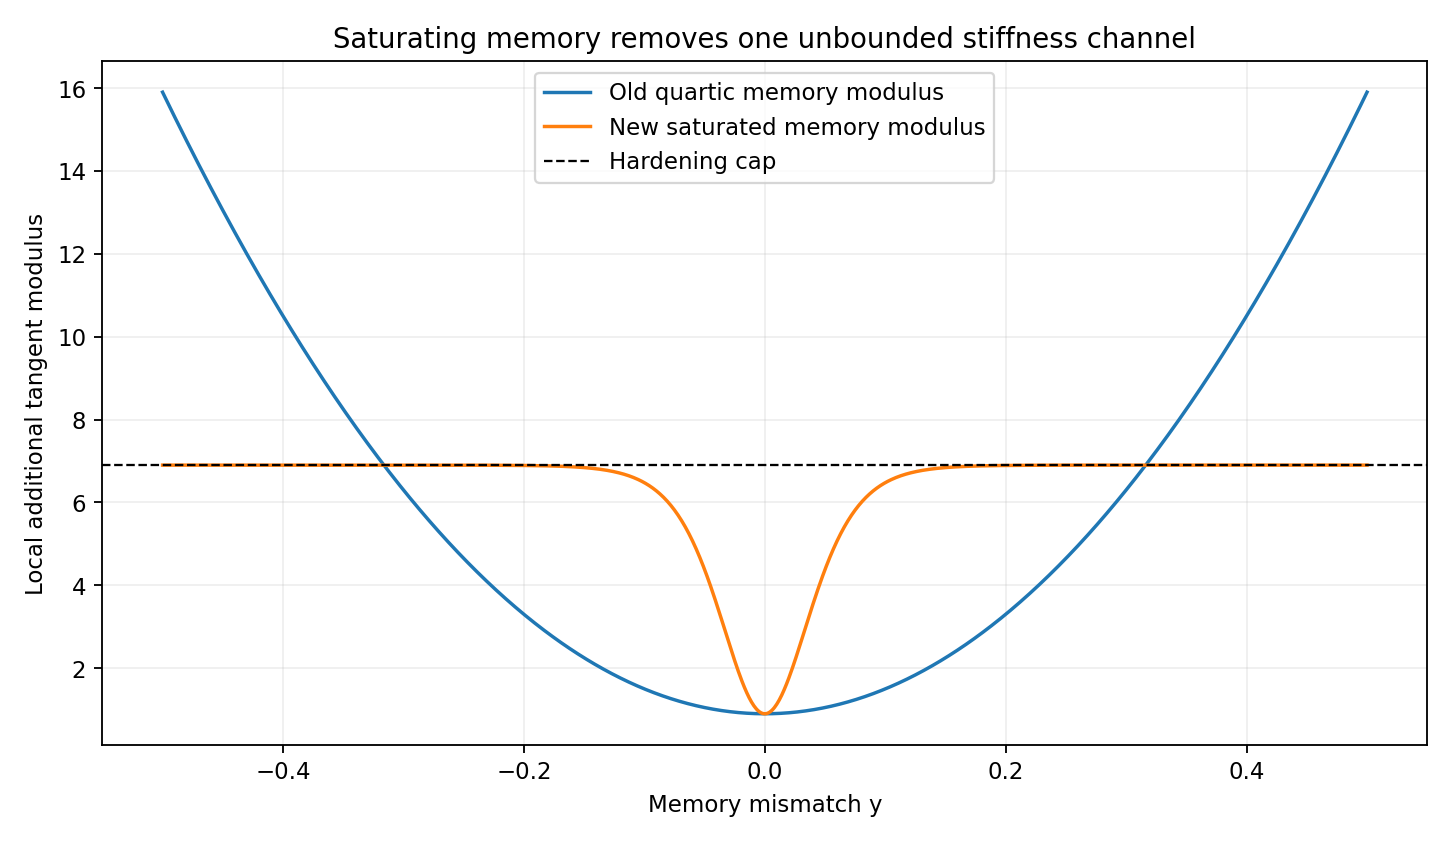 Saturating memory removes one unbounded stiffness channel
Old quartic memory modulus
New saturated memory modulus
Hardening cap
Local additional tangent modulus
16
14
12
10
8
6
4
2
−0.4
−0.2
0.0
0.2
0.4
Memory mismatch y